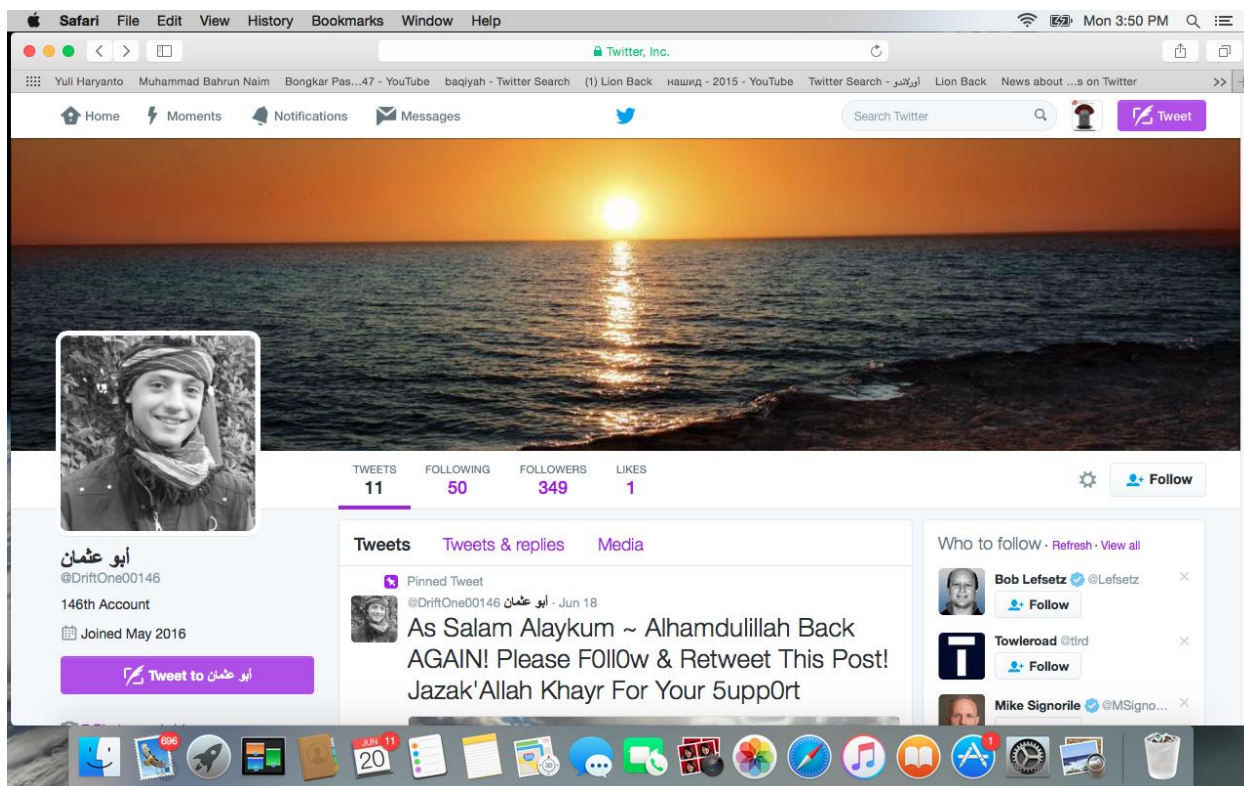 Safari File Edit View History Bookmarks Window Help Mon 3:50 PM
Twitter, Inc.
Yuli Haryanto Muhammad Bahrun Naim Bongkar Pas...47 - YouTube baqiyah - Twitter Search (1) Lion Back нашид - 2015 - YouTube Twitter Search - أورلاندو Lion Back News about ...s on Twitter >>
Home Moments Notifications Messages Search Twitter Tweet
TWEETS FOLLOWING FOLLOWERS LIKES
11 50 349 1
Follow
أبو عثمان
@DriftOne00146
146th Account
Joined May 2016
Tweet to أبو عثمان
Tweets Tweets & replies Media
Pinned Tweet
@DriftOne00146 أبو عثمان · Jun 18
As Salam Alaykum ~ Alhamdulillah Back
AGAIN! Please F0ll0w & Retweet This Post!
Jazak'Allah Khayr For Your 5upp0rt
Who to follow · Refresh · View all
Bob Lefsetz @Lefsetz
Follow
Towleroad @tlrd
Follow
Mike Signorile @MSigno...
696
JUN 11
20
3D
1